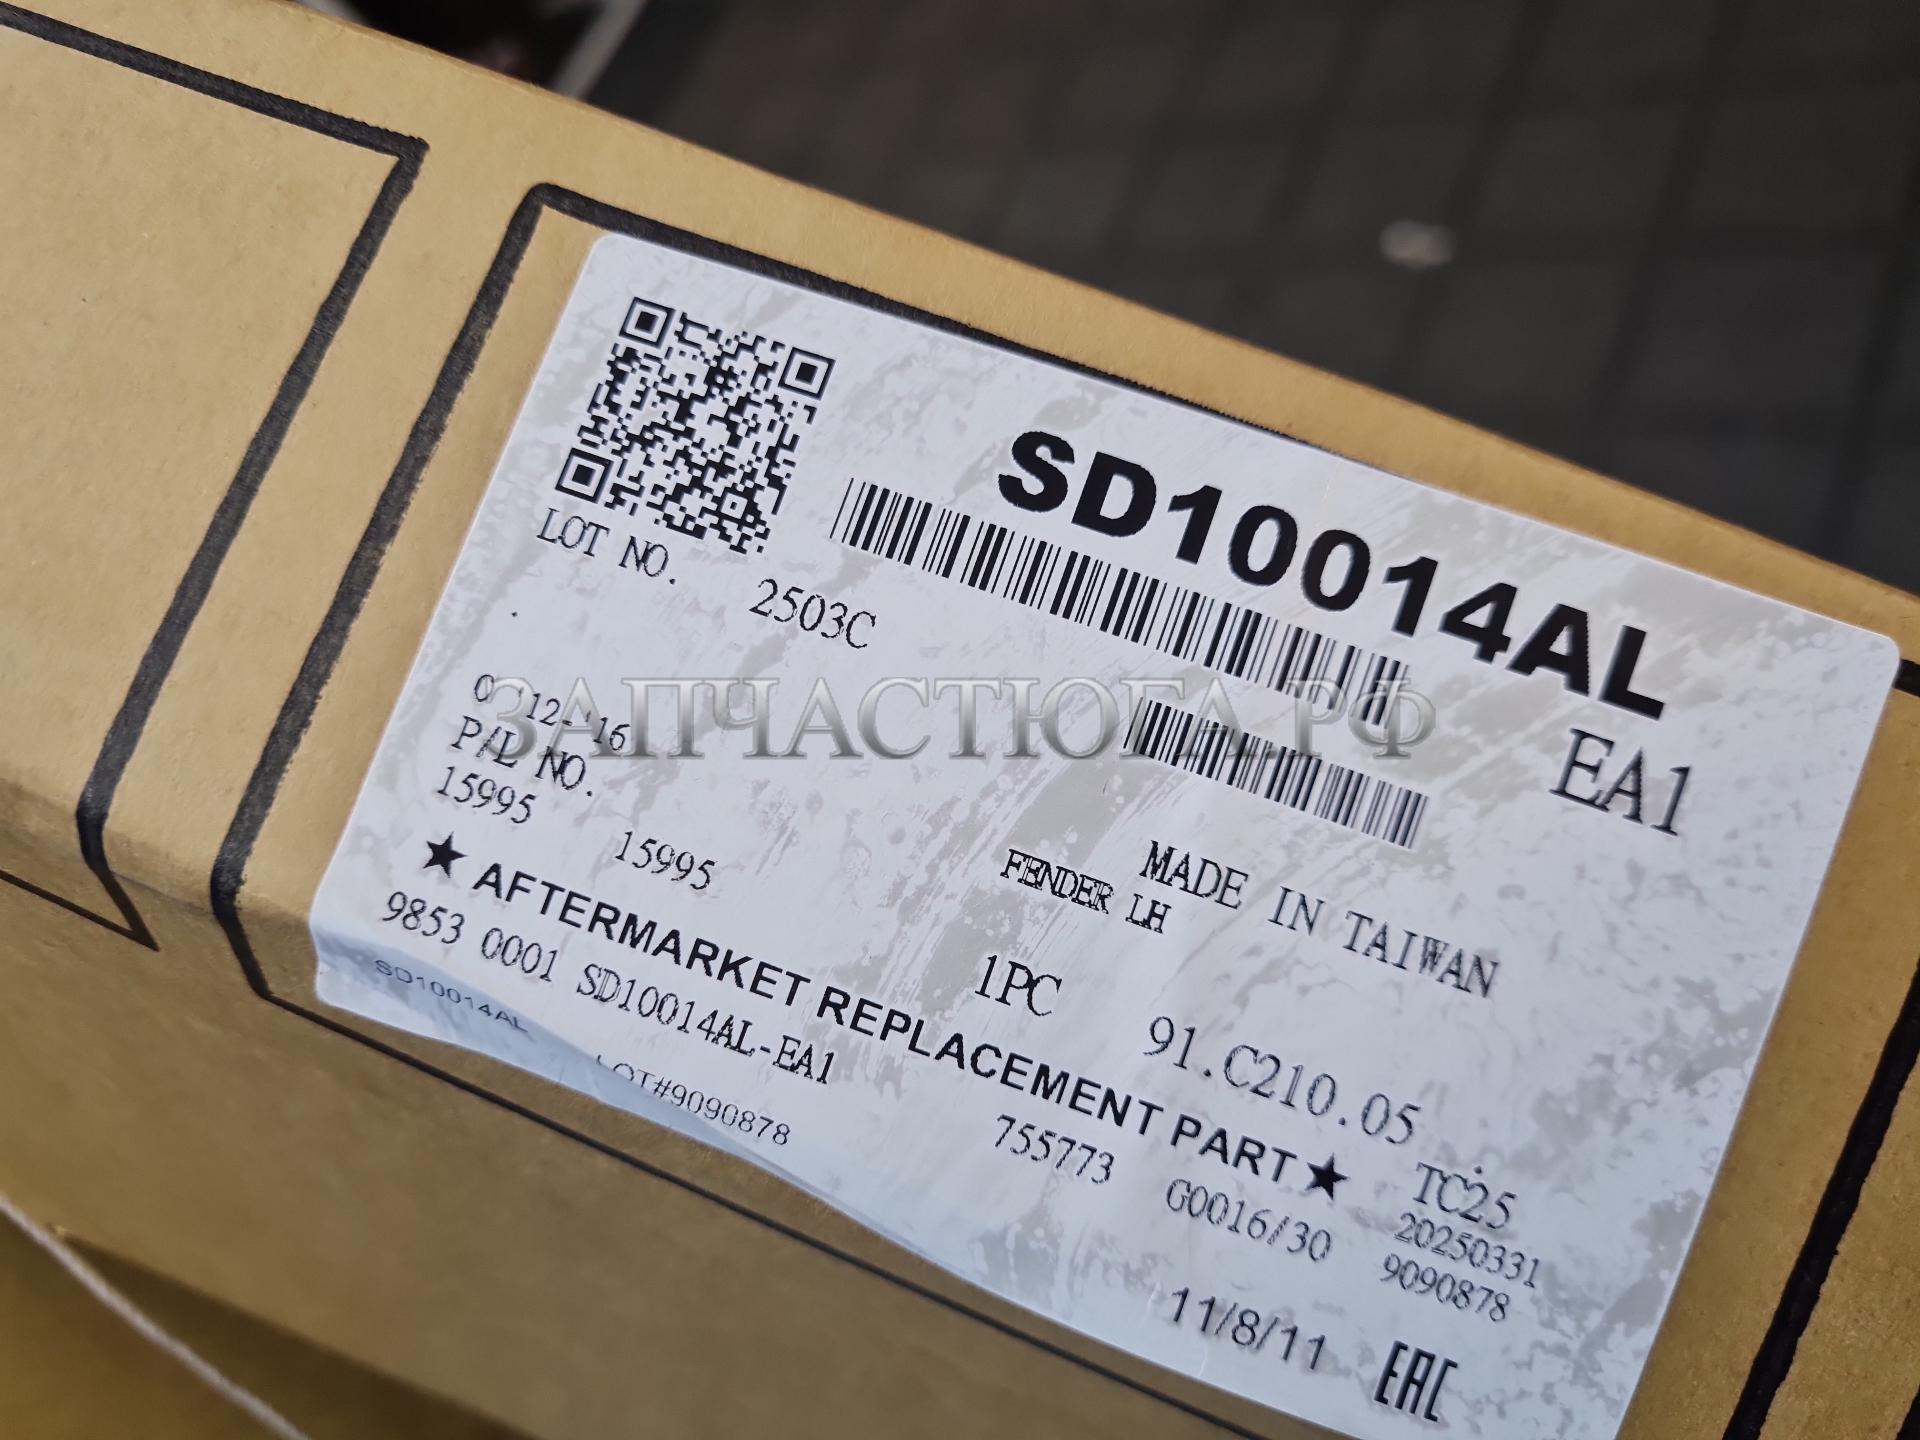 SD10014AL
EA1
LOT NO.
2503C
12-'16
P/L NO.
15995
15995
MADE IN TAIWAN
FENDER LH
1PC
91.C210.05
★ AFTERMARKET REPLACEMENT PART ★
TC25
9853 0001 SD10014AL-EA1
755773
G0016/30
20250331
9090878
SD10014AL
LOT#9090878
11/8/11
EAC
ЗАПЧАСТЮГА.РФ